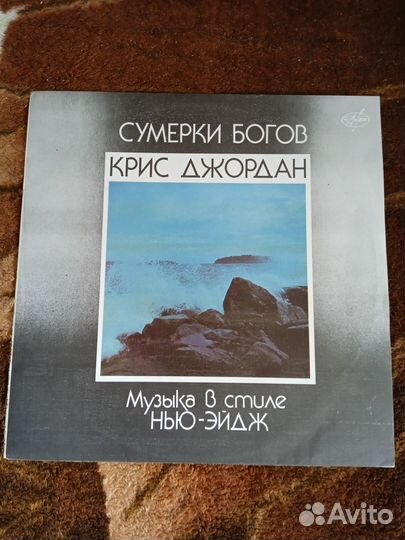 СУМЕРКИ БОГОВ
КРИС ДЖОРДАН
Музыка в стиле
НЬЮ-ЭЙДЖ
Avito